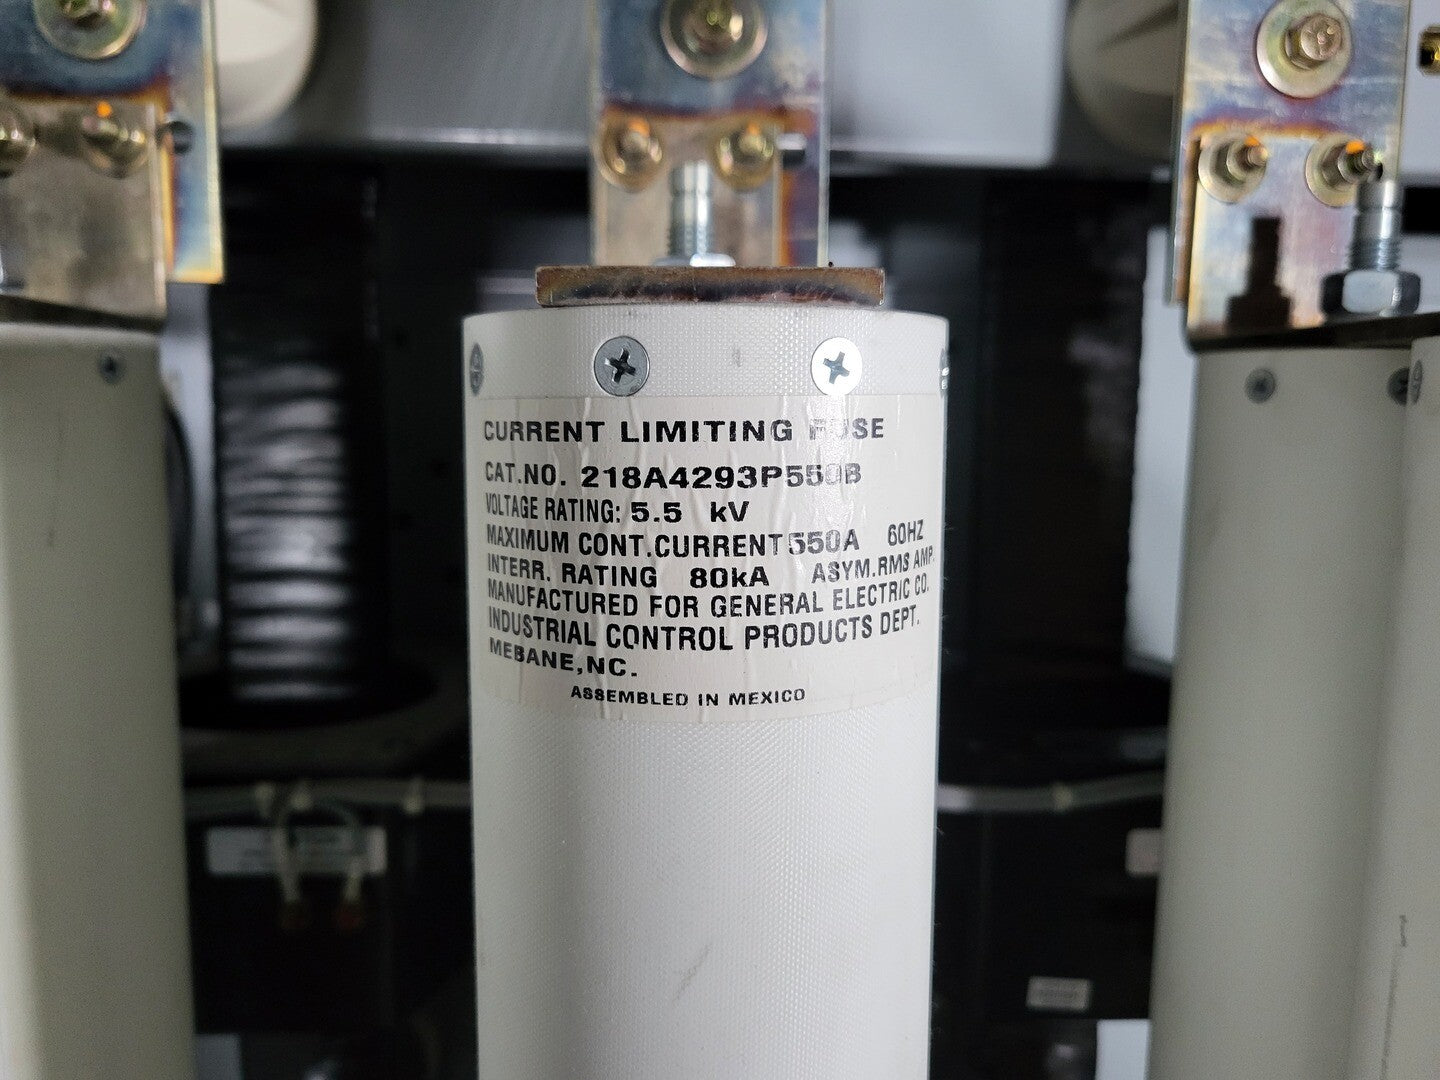 CURRENT LIMITING FUSE
CAT.NO. 218A4293P550B
VOLTAGE RATING: 5.5 kV
MAXIMUM CONT.CURRENT 550A 60HZ
INTERR. RATING 80kA ASYM.RMS AMP.
MANUFACTURED FOR GENERAL ELECTRIC CO.
INDUSTRIAL CONTROL PRODUCTS DEPT.
MEBANE,NC.
ASSEMBLED IN MEXICO